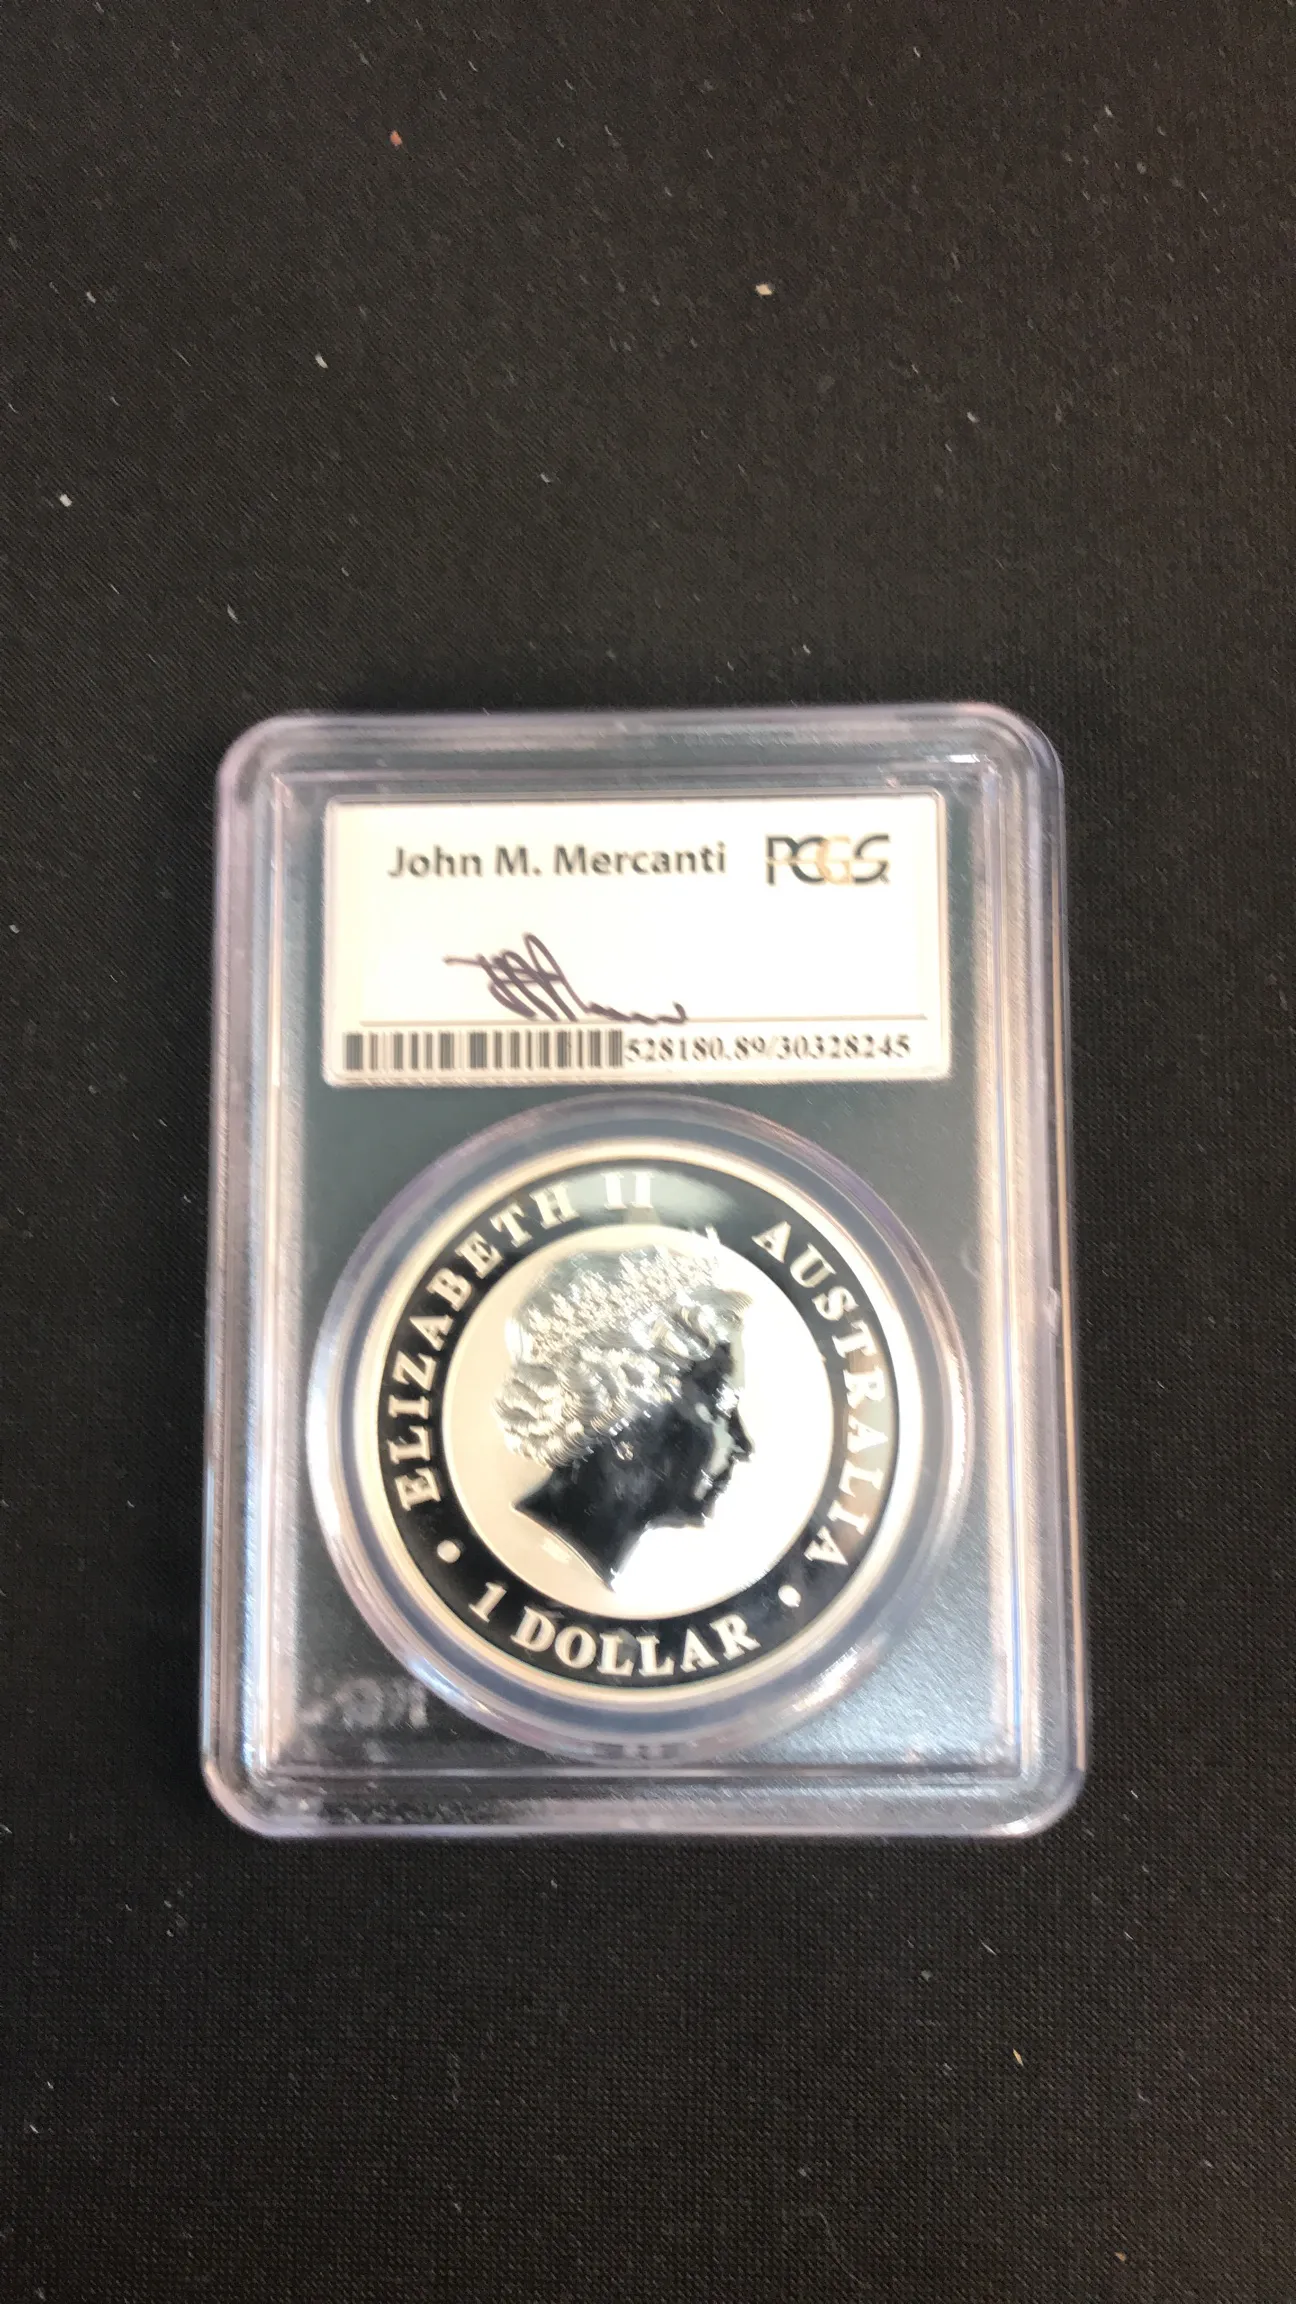 John M. Mercanti PCGS
528180.89/30328245
ELIZABETH II AUSTRALIA
• 1 DOLLAR •